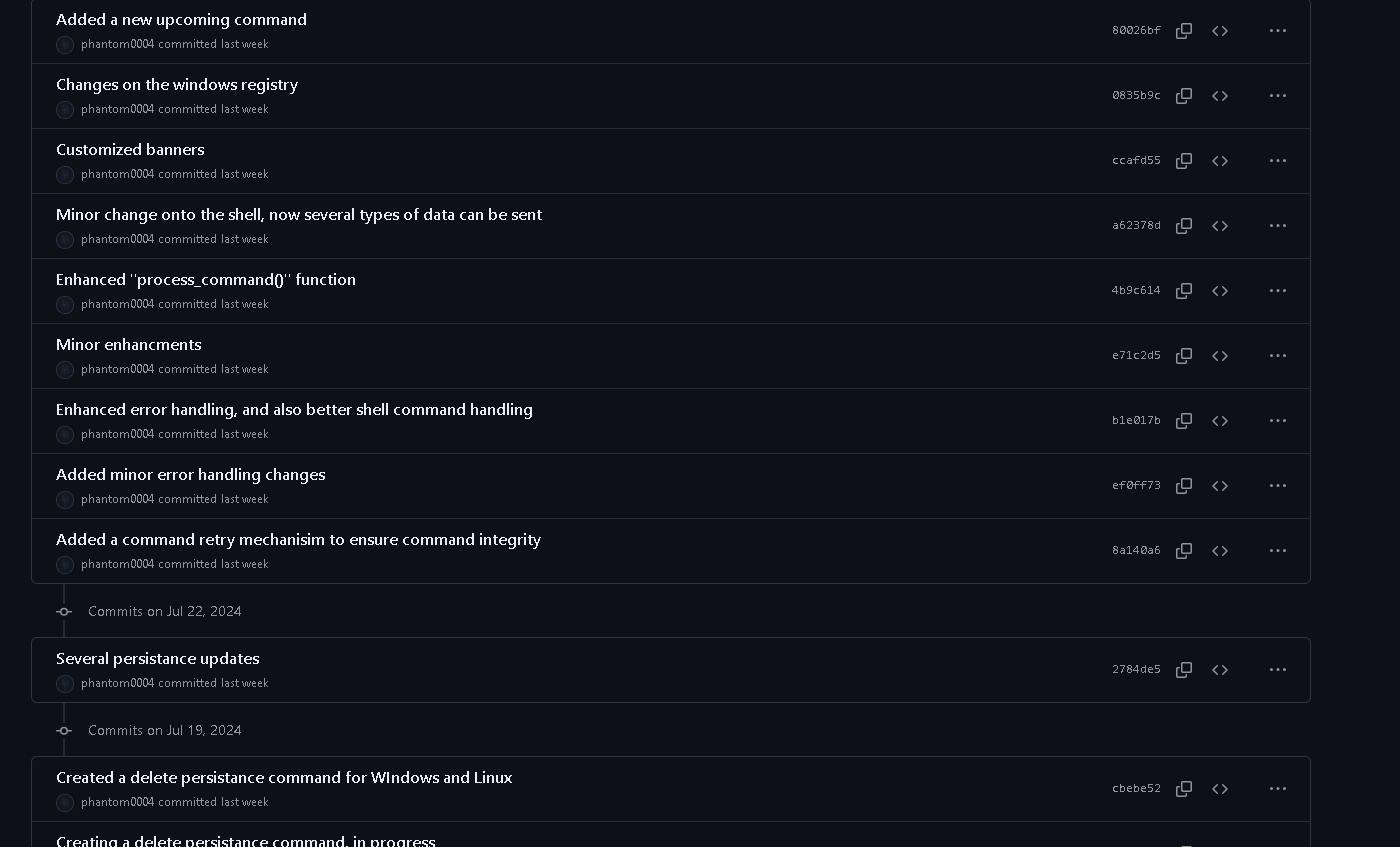 Added a new upcoming command
80026bf
phantom0004 committed last week
Changes on the windows registry
0835b9c
phantom0004 committed last week
Customized banners
ccafd55
phantom0004 committed last week
Minor change onto the shell, now several types of data can be sent
a62378d
phantom0004 committed last week
Enhanced "process_command()" function
4b9c614
phantom0004 committed last week
Minor enhancments
e71c2d5
phantom0004 committed last week
Enhanced error handling, and also better shell command handling
b1e017b
phantom0004 committed last week
Added minor error handling changes
ef0ff73
phantom0004 committed last week
Added a command retry mechanisim to ensure command integrity
8a140a6
phantom0004 committed last week
Commits on Jul 22, 2024
Several persistance updates
2784de5
phantom0004 committed last week
Commits on Jul 19, 2024
Created a delete persistance command for WIndows and Linux
cbebe52
phantom0004 committed last week
Creating a delete persistance command, in progress